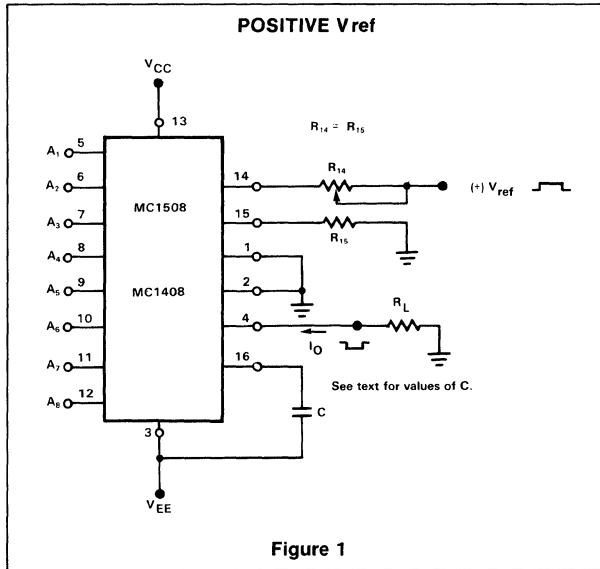 POSITIVE Vref
VCC
13
R14 = R15
A1 5
A2 6
A3 7
A4 8
A5 9
A6 10
A7 11
A8 12
MC1508
MC1408
14
R14
(+) Vref
15
R15
1
2
4
IO
RL
16
See text for values of C.
C
3
VEE
Figure 1